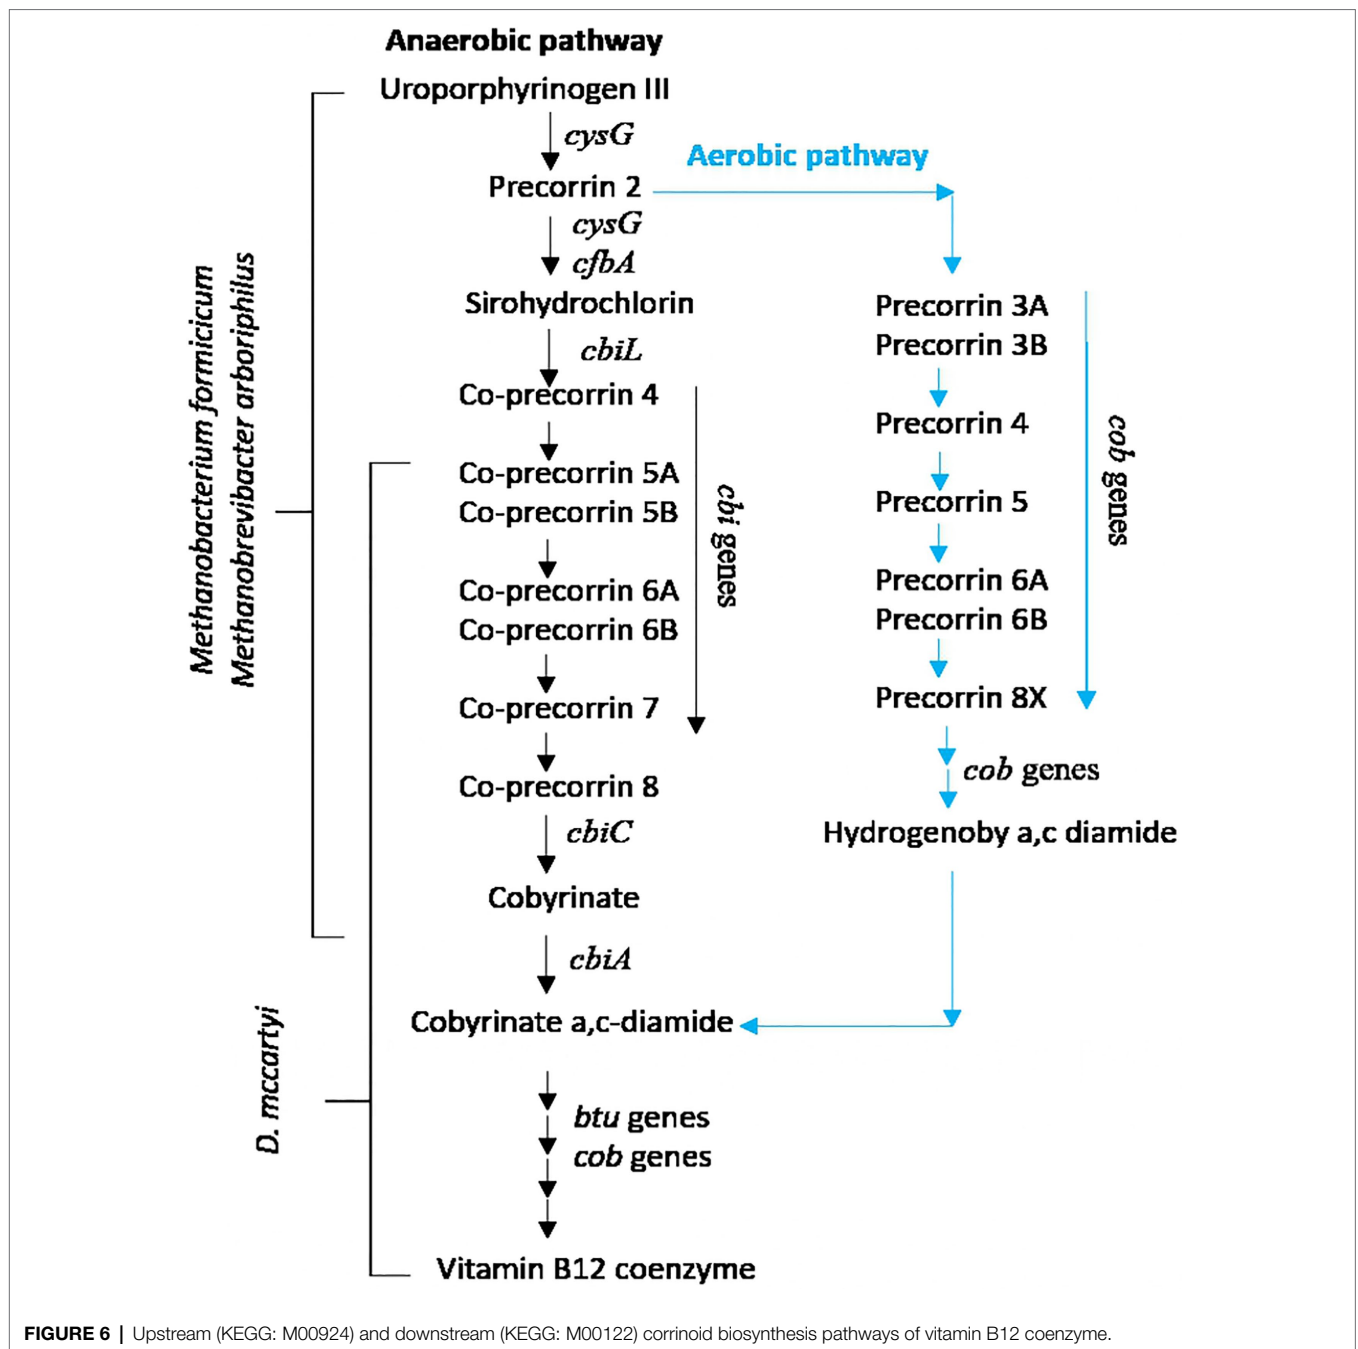 Anaerobic pathway
Uroporphyrinogen III
cysG
Aerobic pathway
Precorrin 2
cysG
cfbA
Sirohydrochlorin
cbiL
Co-precorrin 4
Co-precorrin 5A
Co-precorrin 5B
Co-precorrin 6A
Co-precorrin 6B
Co-precorrin 7
cbi genes
Co-precorrin 8
cbiC
Cobyrinate
cbiA
Cobyrinate a,c-diamide
btu genes
cob genes
Vitamin B12 coenzyme
Precorrin 3A
Precorrin 3B
Precorrin 4
Precorrin 5
Precorrin 6A
Precorrin 6B
Precorrin 8X
cob genes
cob genes
Hydrogenoby a,c diamide
Methanobacterium formicicum
Methanobrevibacter arboriphilus
D. mccartyi
FIGURE 6 | Upstream (KEGG: M00924) and downstream (KEGG: M00122) corrinoid biosynthesis pathways of vitamin B12 coenzyme.